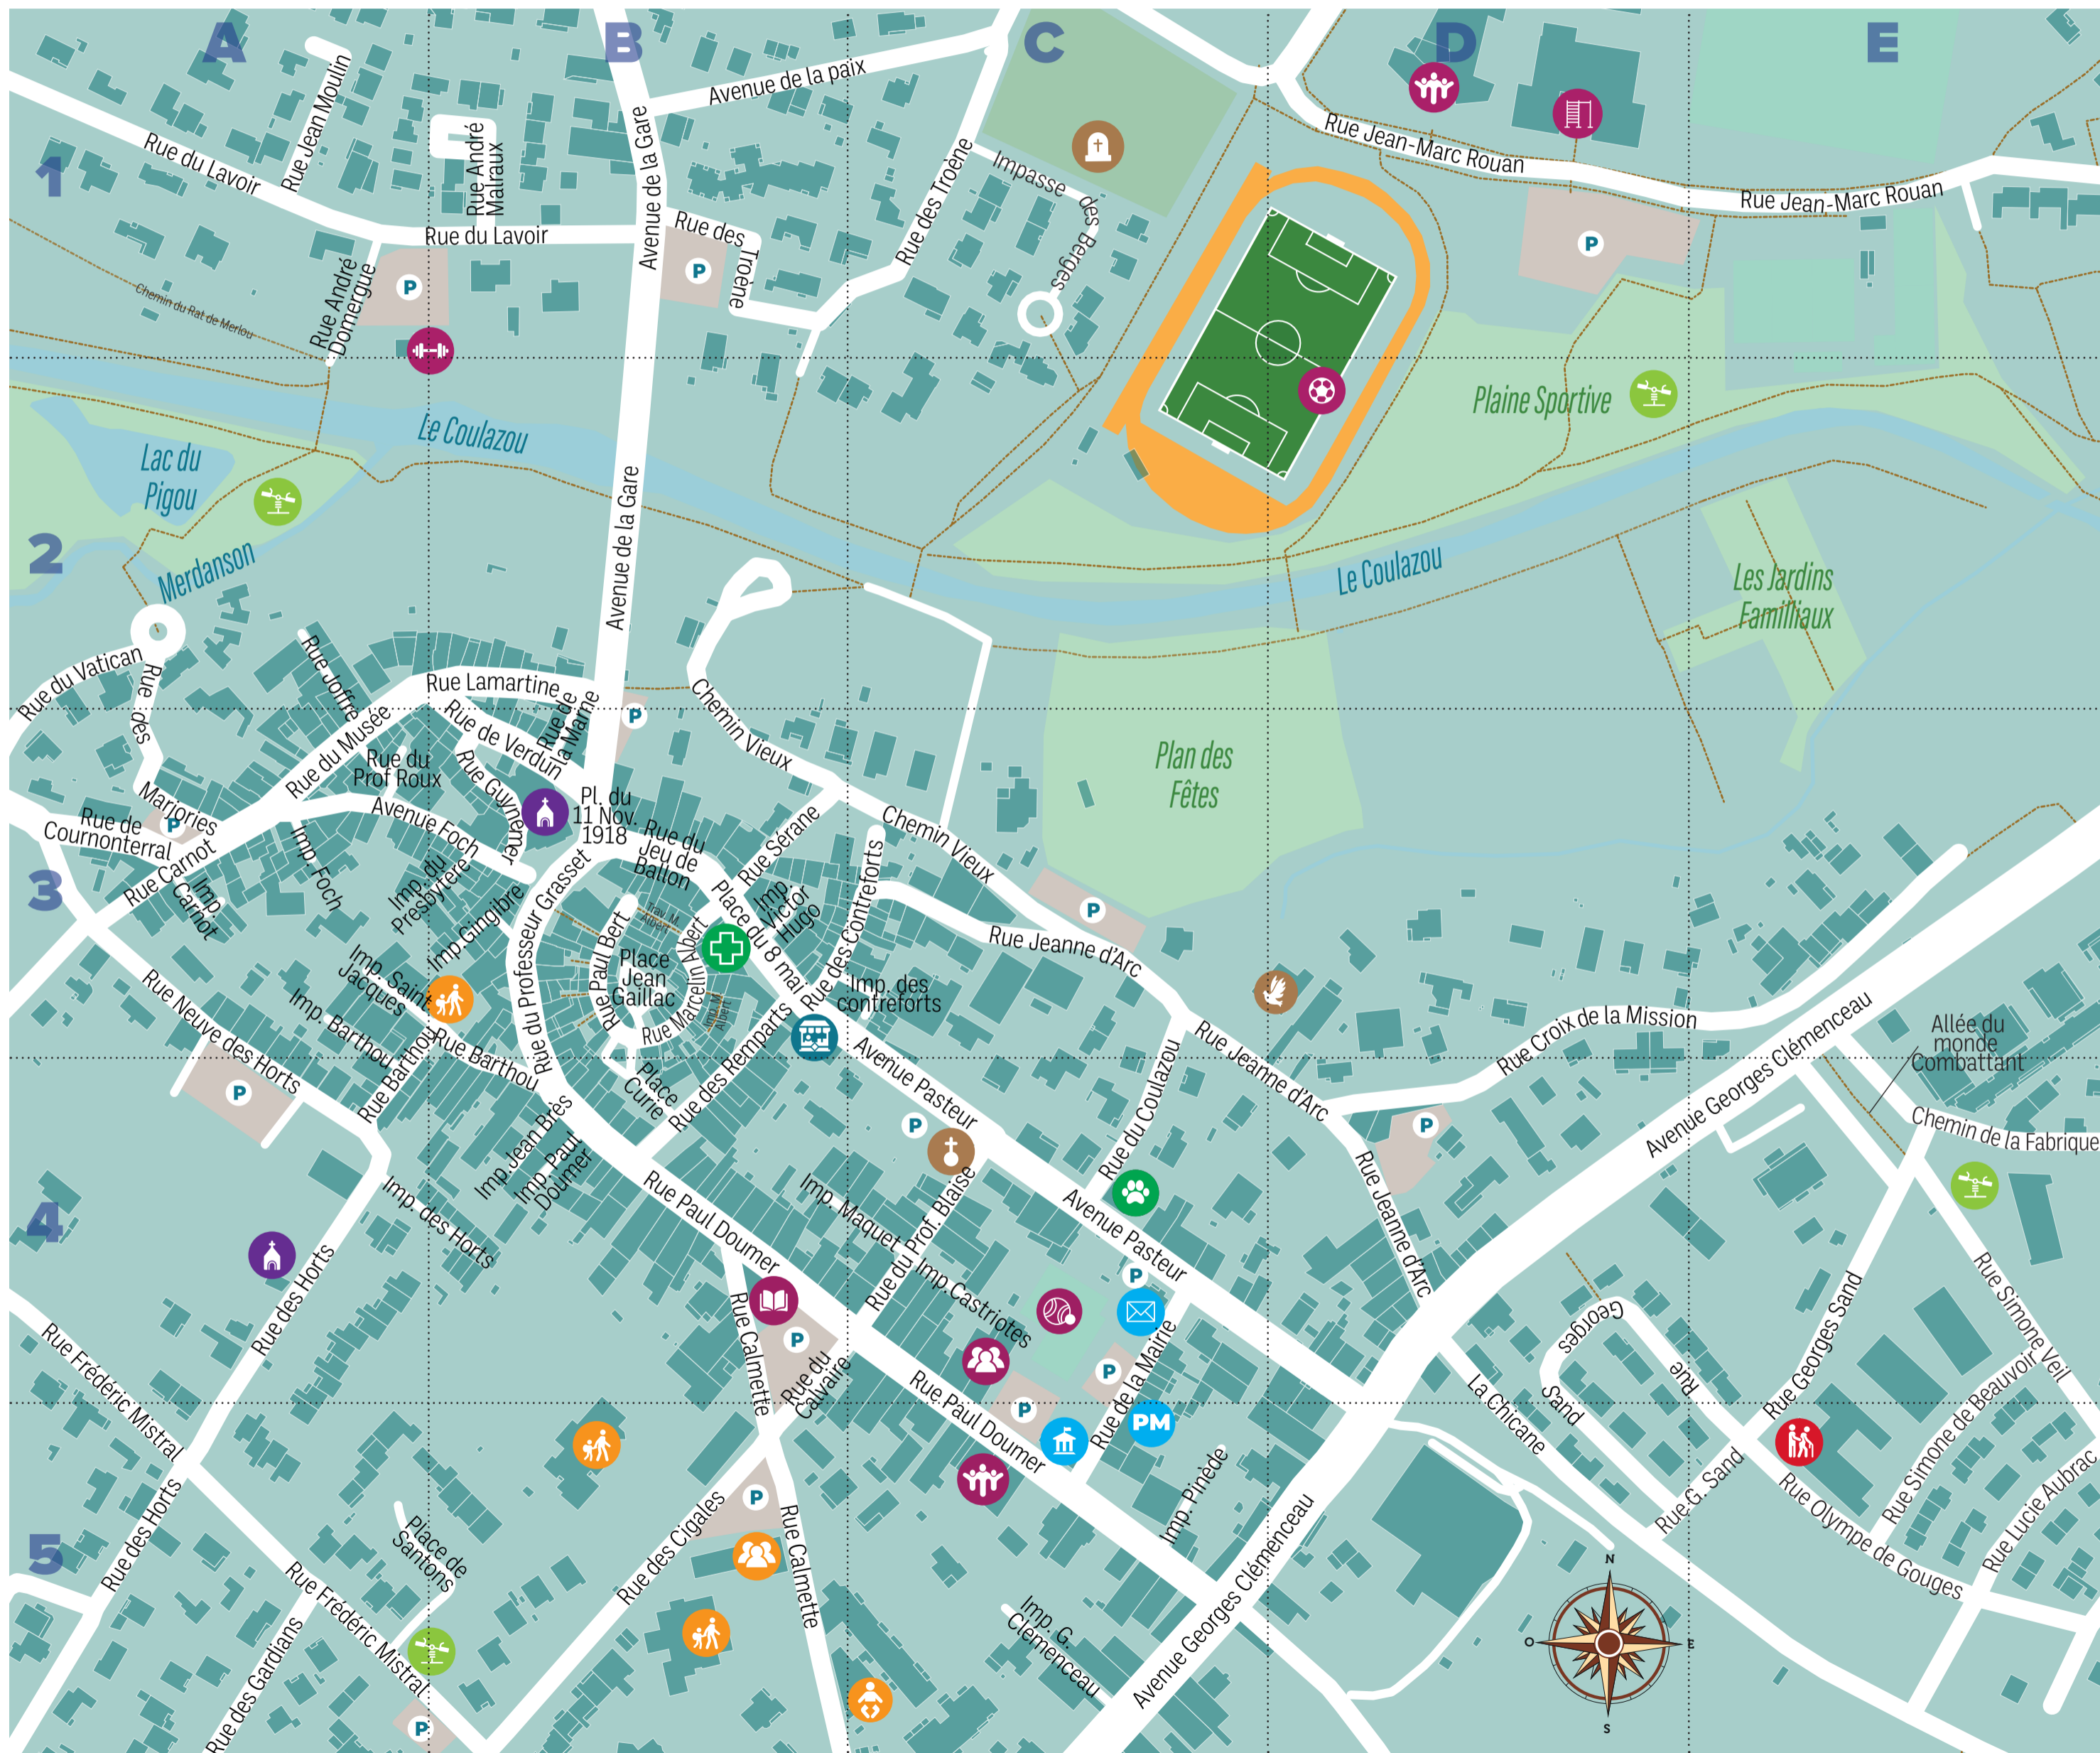 A
B
C
D
E
1
2
3
4
5
Rue Jean Moulin
Rue du Lavoir
Rue André
Malraux
Avenue de la paix
Avenue de la Gare
Rue du Lavoir
Rue des
Troène
Rue des Troène
Impasse
des Berges
Rue Jean-Marc Rouan
Rue Jean-Marc Rouan
P
P
P
Rue André
Domergue
Chemin du Rat de Merlou
Le Coulazou
Lac du
Pigou
Merdanson
Avenue de la Gare
Plaine Sportive
Le Coulazou
Les Jardins
Familliaux
Rue du Vatican
Rue des
Marjories
P
Rue Joffre
Rue Lamartine
Rue de
la Marne
P
Rue de Verdun
Rue du Musée
Rue du
Prof Roux
Rue Guynemer
Avenue Foch
Chemin Vieux
Plan des
Fêtes
Rue de
Cournonterral
Rue Carnot
Imp.
Carnot
Imp. Foch
Imp. du
Presbytère
Imp.Gingibre
Pl. du
11 Nov.
1918
Rue du
Jeu de
Ballon
Rue Sérane
Imp.
Victor
Hugo
Chemin Vieux
P
Rue du Professeur Grasset
Rue Paul Bert
Trav. M.
Albert
Place
Jean
Gaillac
Rue Marcelin Albert
Imp. M.
Albert
Place du 8 mai
Rue des Contreforts
Imp. des
contreforts
Rue Jeanne d'Arc
Imp. Saint
Jacques
Imp. Barthou
Rue Barthou
Rue Barthou
Rue Neuve des Horts
P
Place
Curie
Rue des Remparts
Avenue Pasteur
Rue du Coulazou
Rue Jeanne d'Arc
Rue Croix de la Mission
Avenue Georges Clémenceau
Allée du
monde
Combattant
Chemin de la Fabrique
Imp. Jean Brès
Imp. Paul
Doumer
Imp. des Horts
Rue des Horts
P
P
Rue Paul Doumer
Imp. Maquet
Rue du Prof. Blaise
Imp.Castriotes
Avenue Pasteur
P
Rue Jeanne d'Arc
Rue Calmette
P
Rue du
Calvaire
Rue Paul Doumer
P
P
Rue de la Mairie
PM
Rue Frédéric Mistral
La Chicane
Georges
Sand
Rue
Rue Georges Sand
Rue Simone Veil
Rue Simone de Beauvoir
Rue G. Sand
Rue Olympe de Gouges
Rue Lucie Aubrac
Rue des Horts
Place de
Santons
Rue Frédéric Mistral
Rue des Gardians
P
Rue des Cigales
P
Rue Calmette
Imp. Pinède
Imp. G.
Clemenceau
Avenue Georges Clémenceau
N
O
E
S